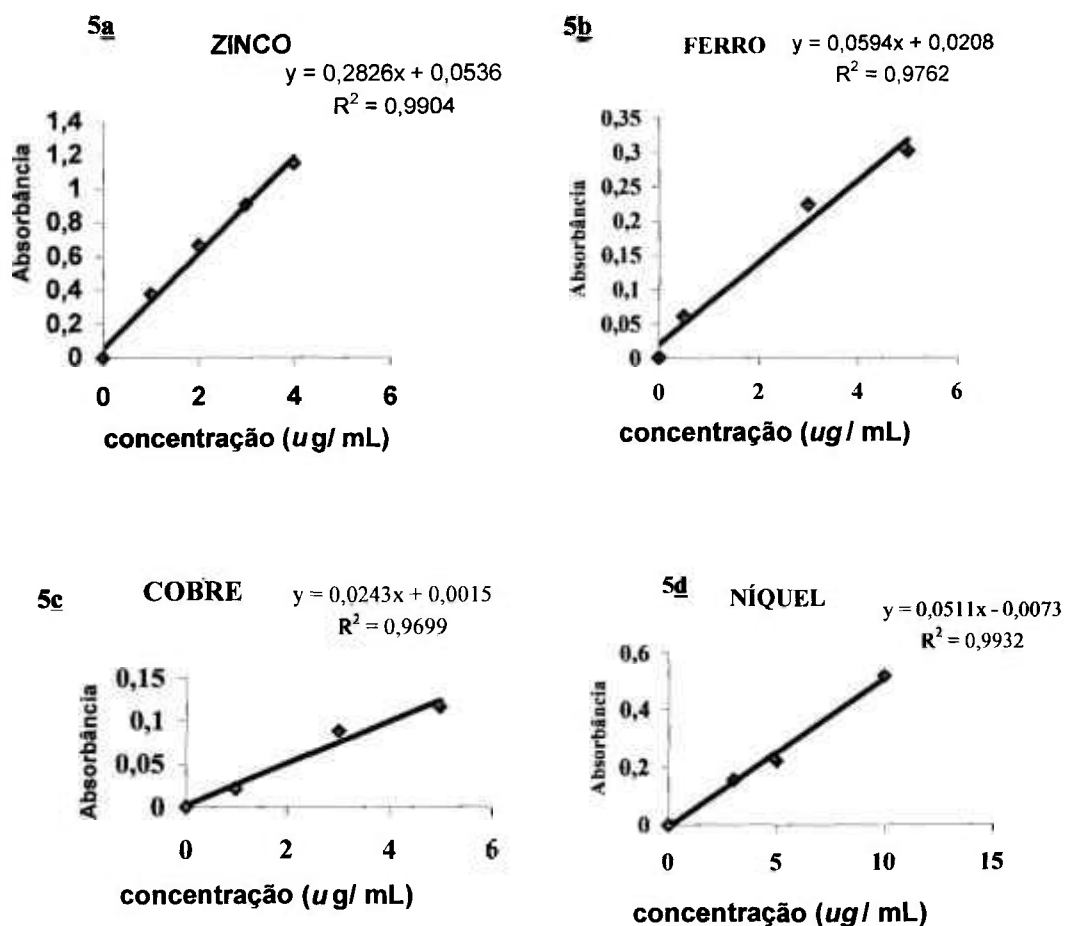 5a
ZINCO
y = 0,2826x + 0,0536
R² = 0,9904
Absorbância
1,4
1,2
1
0,8
0,6
0,4
0,2
0
0 2 4 6
concentração (ug/ mL)
5b
FERRO
y = 0,0594x + 0,0208
R² = 0,9762
Absorbância
0,35
0,3
0,25
0,2
0,15
0,1
0,05
0
0 2 4 6
concentração (ug/ mL)
5c
COBRE
y = 0,0243x + 0,0015
R² = 0,9699
Absorbância
0,15
0,1
0,05
0
0 2 4 6
concentração (ug/ mL)
5d
NÍQUEL
y = 0,0511x - 0,0073
R² = 0,9932
Absorbância
0,6
0,4
0,2
0
0 5 10 15
concentração (ug/ mL)